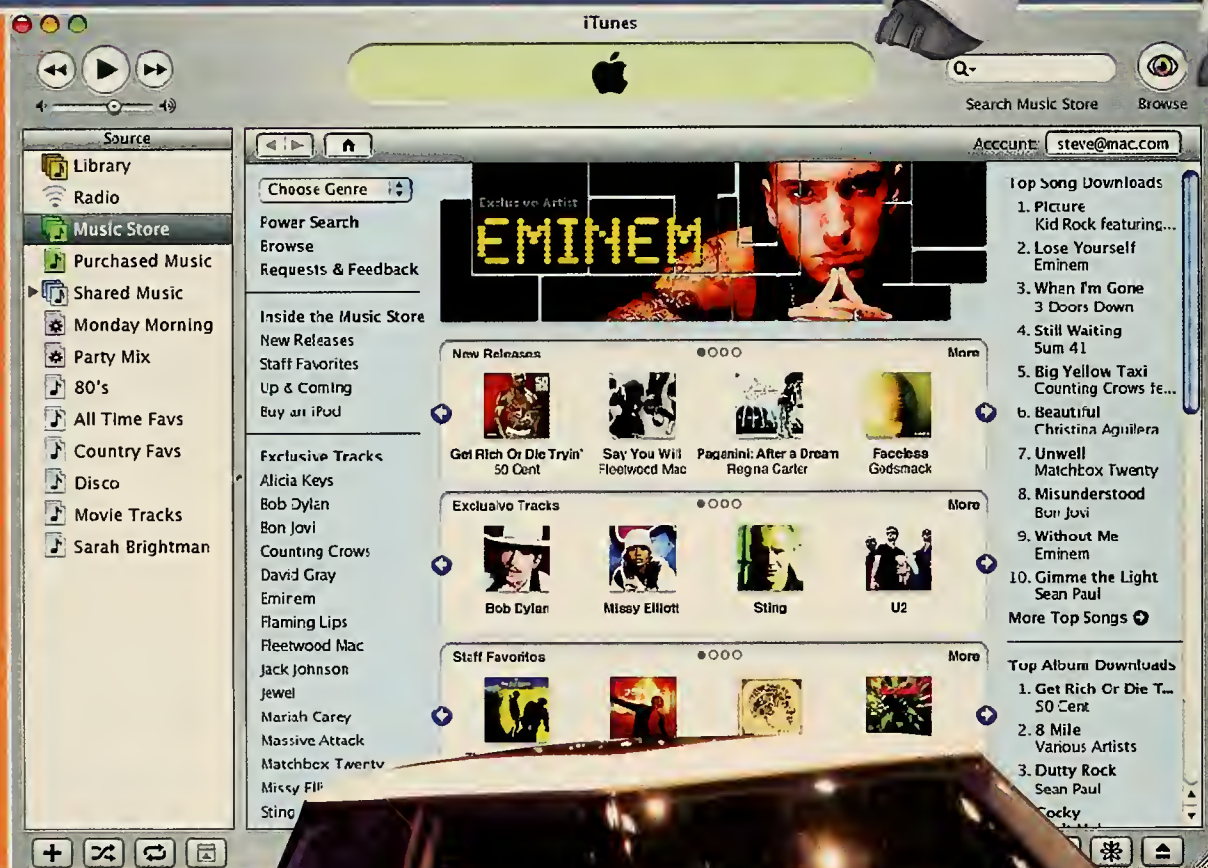 iTunes
Search Music Store
Browse
Source
Library
Radio
Music Store
Purchased Music
Shared Music
Monday Morning
Party Mix
80's
All Time Favs
Country Favs
Disco
Movie Tracks
Sarah Brightman
Account: steve@mac.com
Choose Genre
Power Search
Browse
Requests & Feedback
Inside the Music Store
New Releases
Staff Favorites
Up & Coming
Buy an iPod
Exclusive Tracks
Alicia Keys
Bob Dylan
Bon Jovi
Counting Crows
David Gray
Eminem
Flaming Lips
Fleetwood Mac
Jack Johnson
Jewel
Mariah Carey
Massive Attack
Matchbox Twenty
Missy
Sting
Exclusive Artist
EMINEM
New Releases
More
Get Rich Or Die Tryin'
50 Cent
Say You Will
Fleetwood Mac
Paganini: After a Dream
Regina Carter
Faceless
Godsmack
Exclusive Tracks
More
Bob Dylan
Missy Elliott
Sting
U2
Staff Favorites
More
Top Song Downloads
1. Picture
Kid Rock featuring...
2. Lose Yourself
Eminem
3. When I'm Gone
3 Doors Down
4. Still Waiting
Sum 41
5. Big Yellow Taxi
Counting Crows fe...
6. Beautiful
Christina Aguilera
7. Unwell
Matchbox Twenty
8. Misunderstood
Bon Jovi
9. Without Me
Eminem
10. Gimme the Light
Sean Paul
More Top Songs
Top Album Downloads
1. Get Rich Or Die T...
50 Cent
2. 8 Mile
Various Artists
3. Dutty Rock
Sean Paul
Cocky